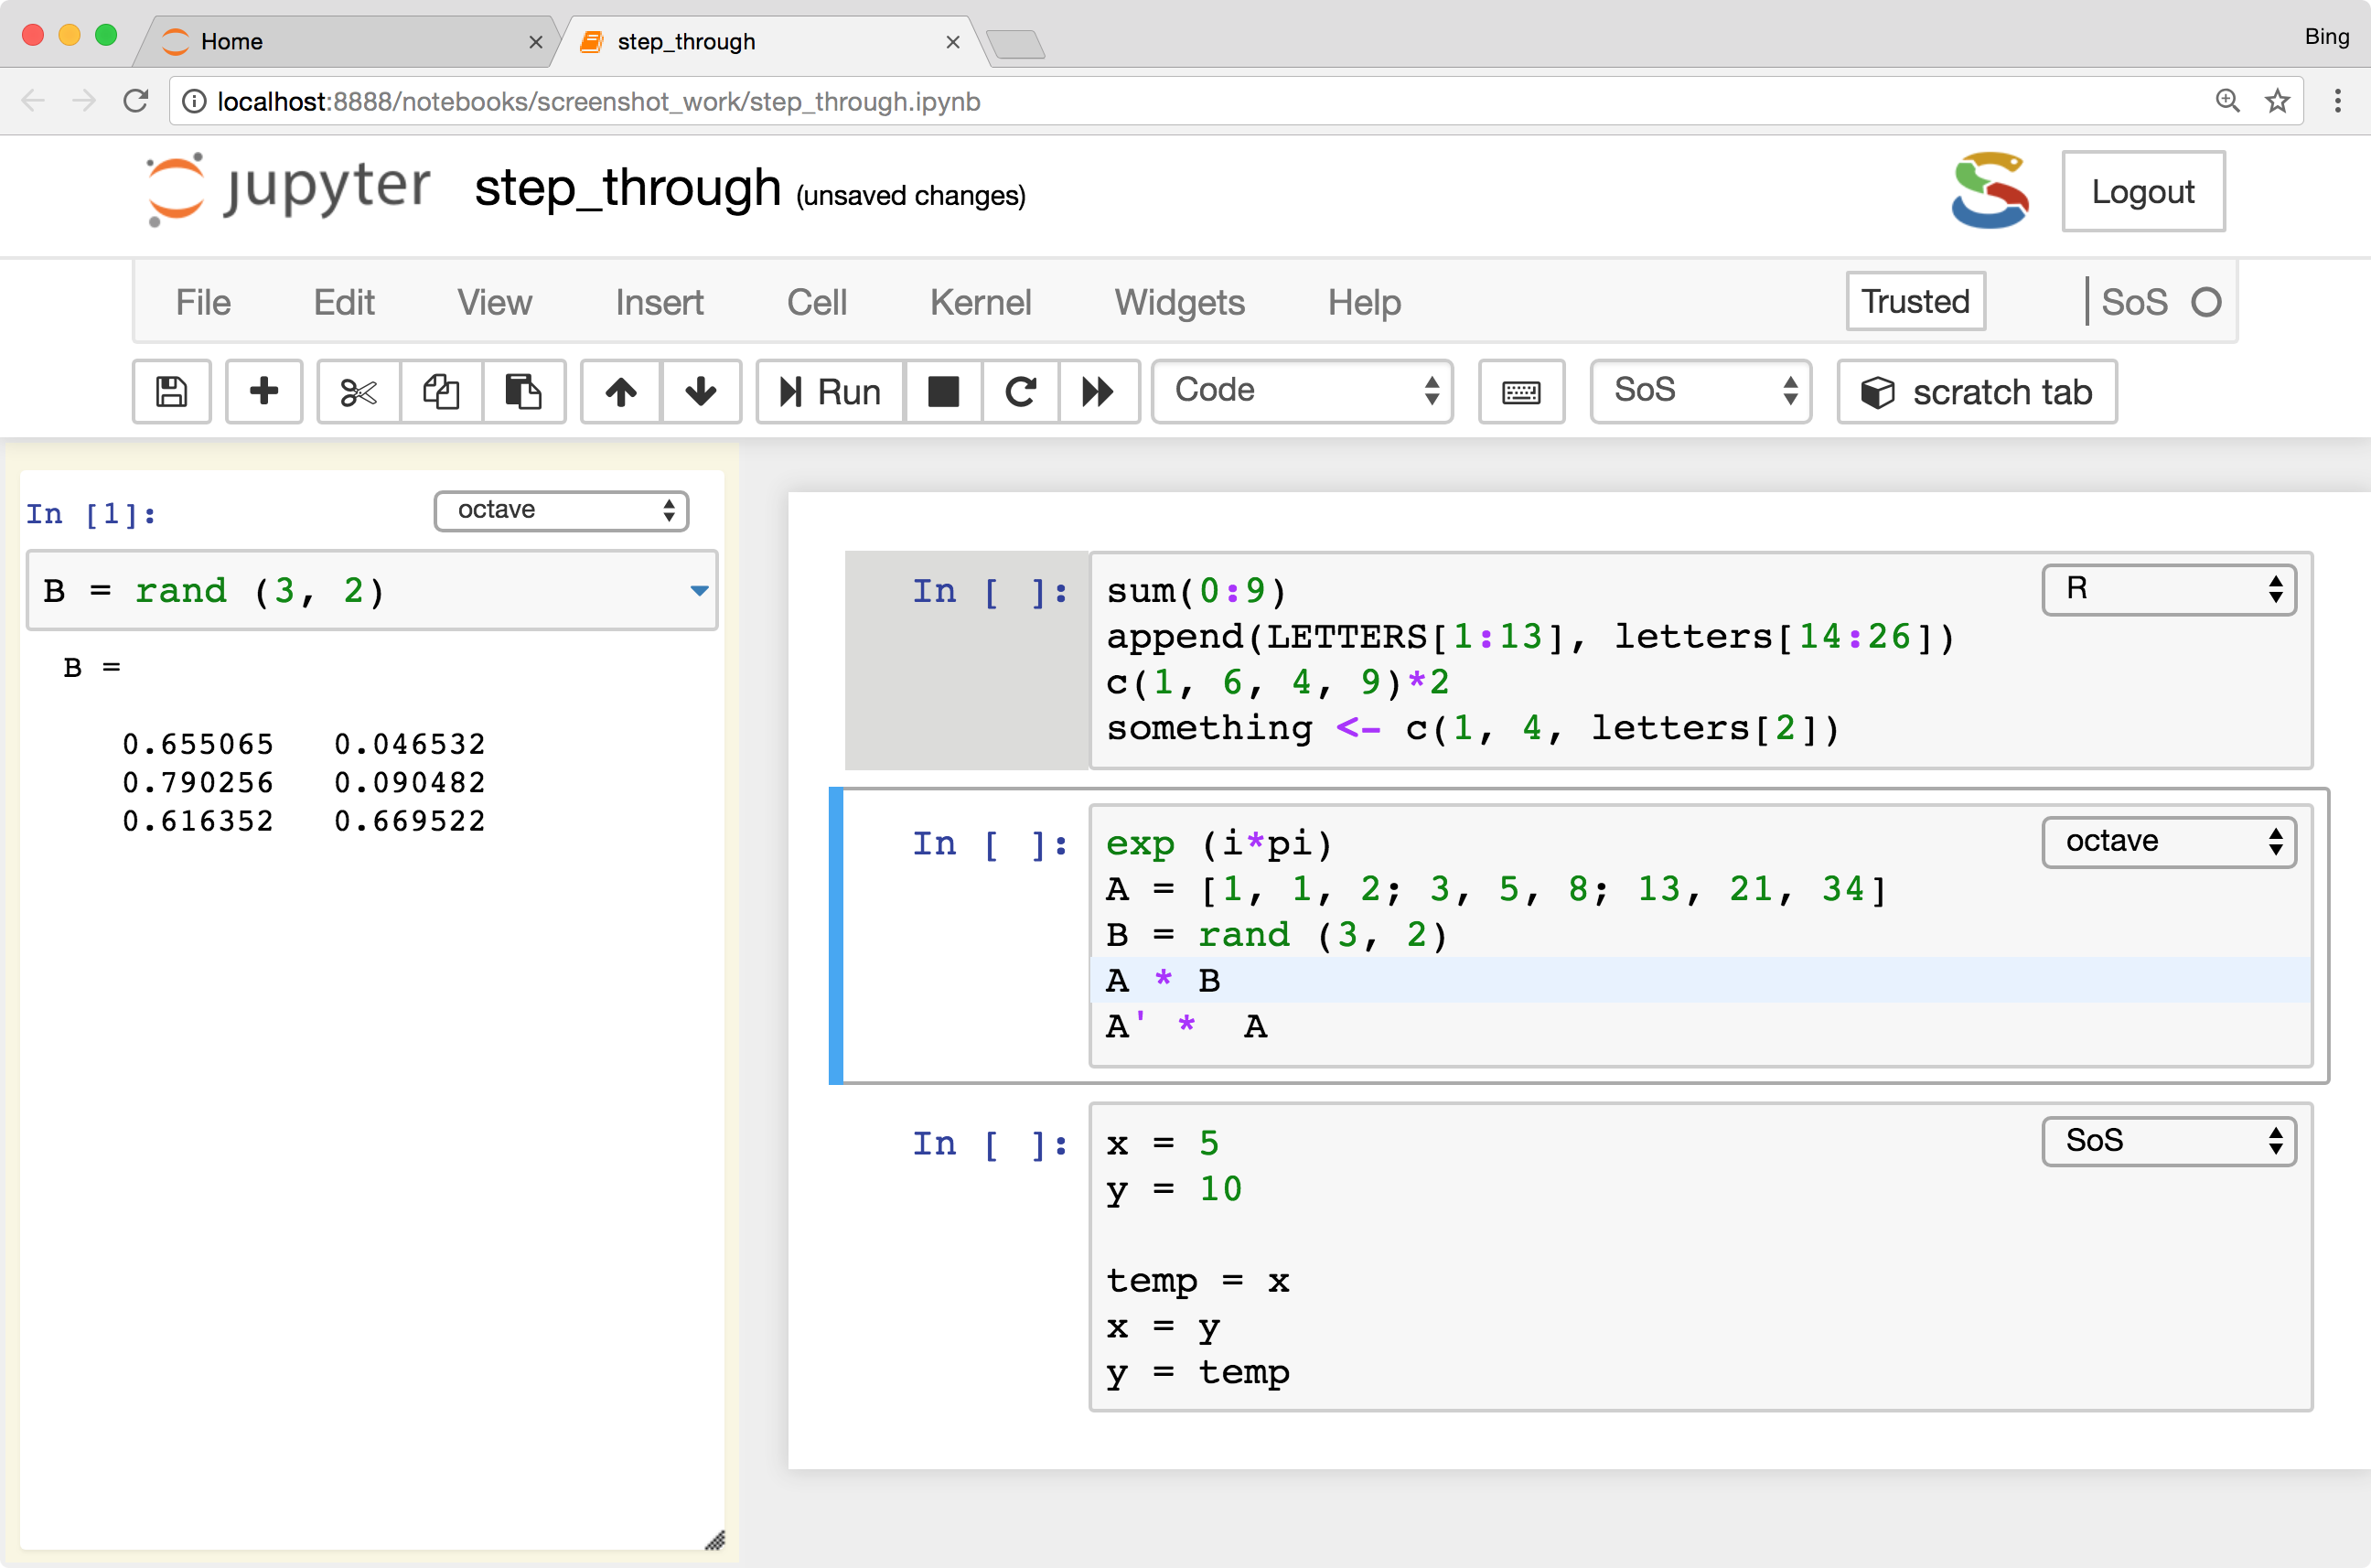 Home
step_through
Bing
localhost:8888/notebooks/screenshot_work/step_through.ipynb
jupyter step_through (unsaved changes)
Logout
File Edit View Insert Cell Kernel Widgets Help
Trusted
SoS
Run
Code
SoS
scratch tab
In [1]:
octave
B = rand (3, 2)
B =
0.655065 0.046532
0.790256 0.090482
0.616352 0.669522
In [ ]:
R
sum(0:9)
append(LETTERS[1:13], letters[14:26])
c(1, 6, 4, 9)*2
something <- c(1, 4, letters[2])
In [ ]:
octave
exp (i*pi)
A = [1, 1, 2; 3, 5, 8; 13, 21, 34]
B = rand (3, 2)
A * B
A' *  A
In [ ]:
SoS
x = 5
y = 10
temp = x
x = y
y = temp